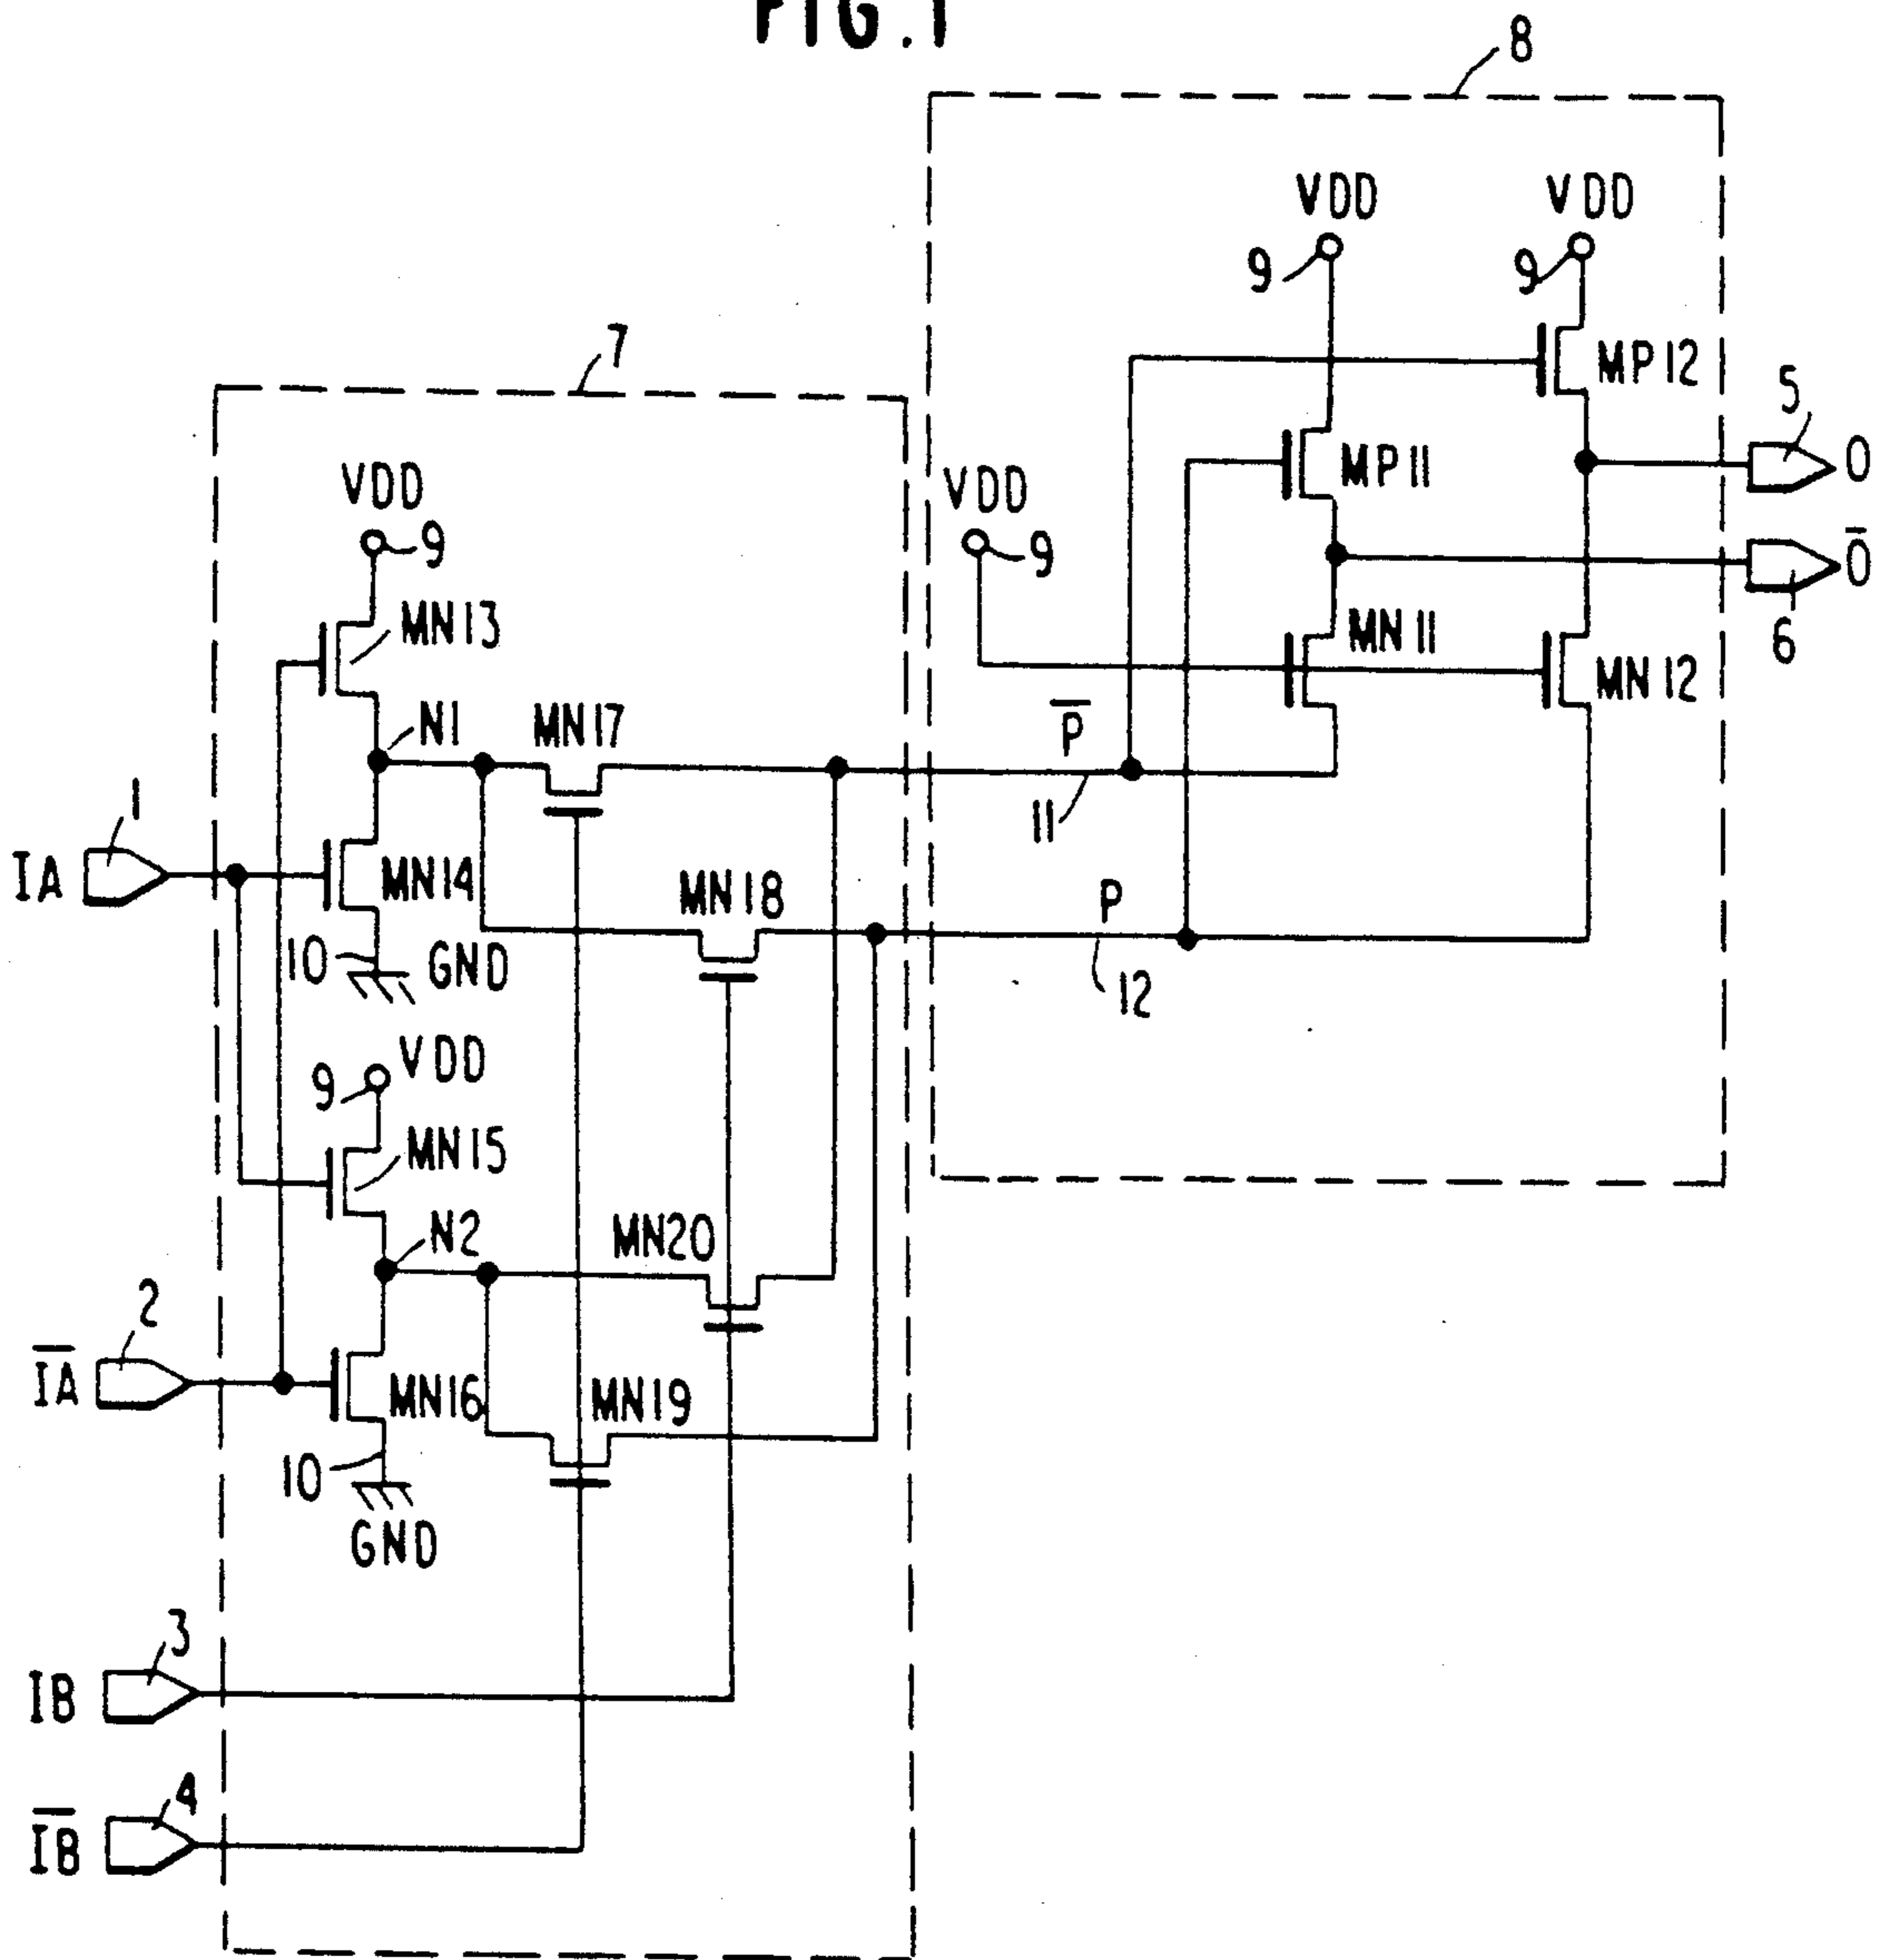 FIG.1
8
VDD
VDD
9
9
MP12
7
5
O
VDD
MP11
VDD
9
9
O̅
MN13
MN11
6
MN12
N1
MN17
P̅
11
1
IA
MN14
MN18
P
10
GND
12
VDD
9
MN15
N2
MN20
2
I̅A̅
MN16
MN19
10
GND
3
IB
4
I̅B̅